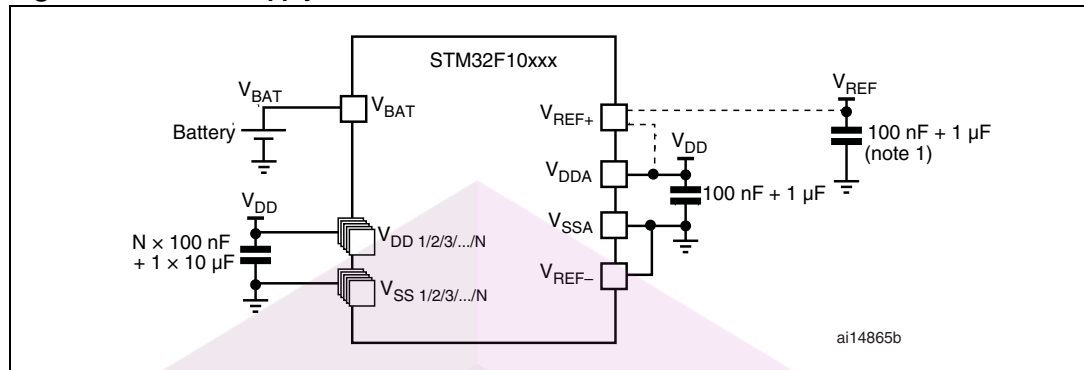 STM32F10xxx
VBAT
VBAT
Battery
VDD
N × 100 nF
+ 1 × 10 µF
VDD 1/2/3/.../N
VSS 1/2/3/.../N
VREF+
VDDA
VSSA
VREF–
VDD
100 nF + 1 µF
VREF
100 nF + 1 µF
(note 1)
ai14865b